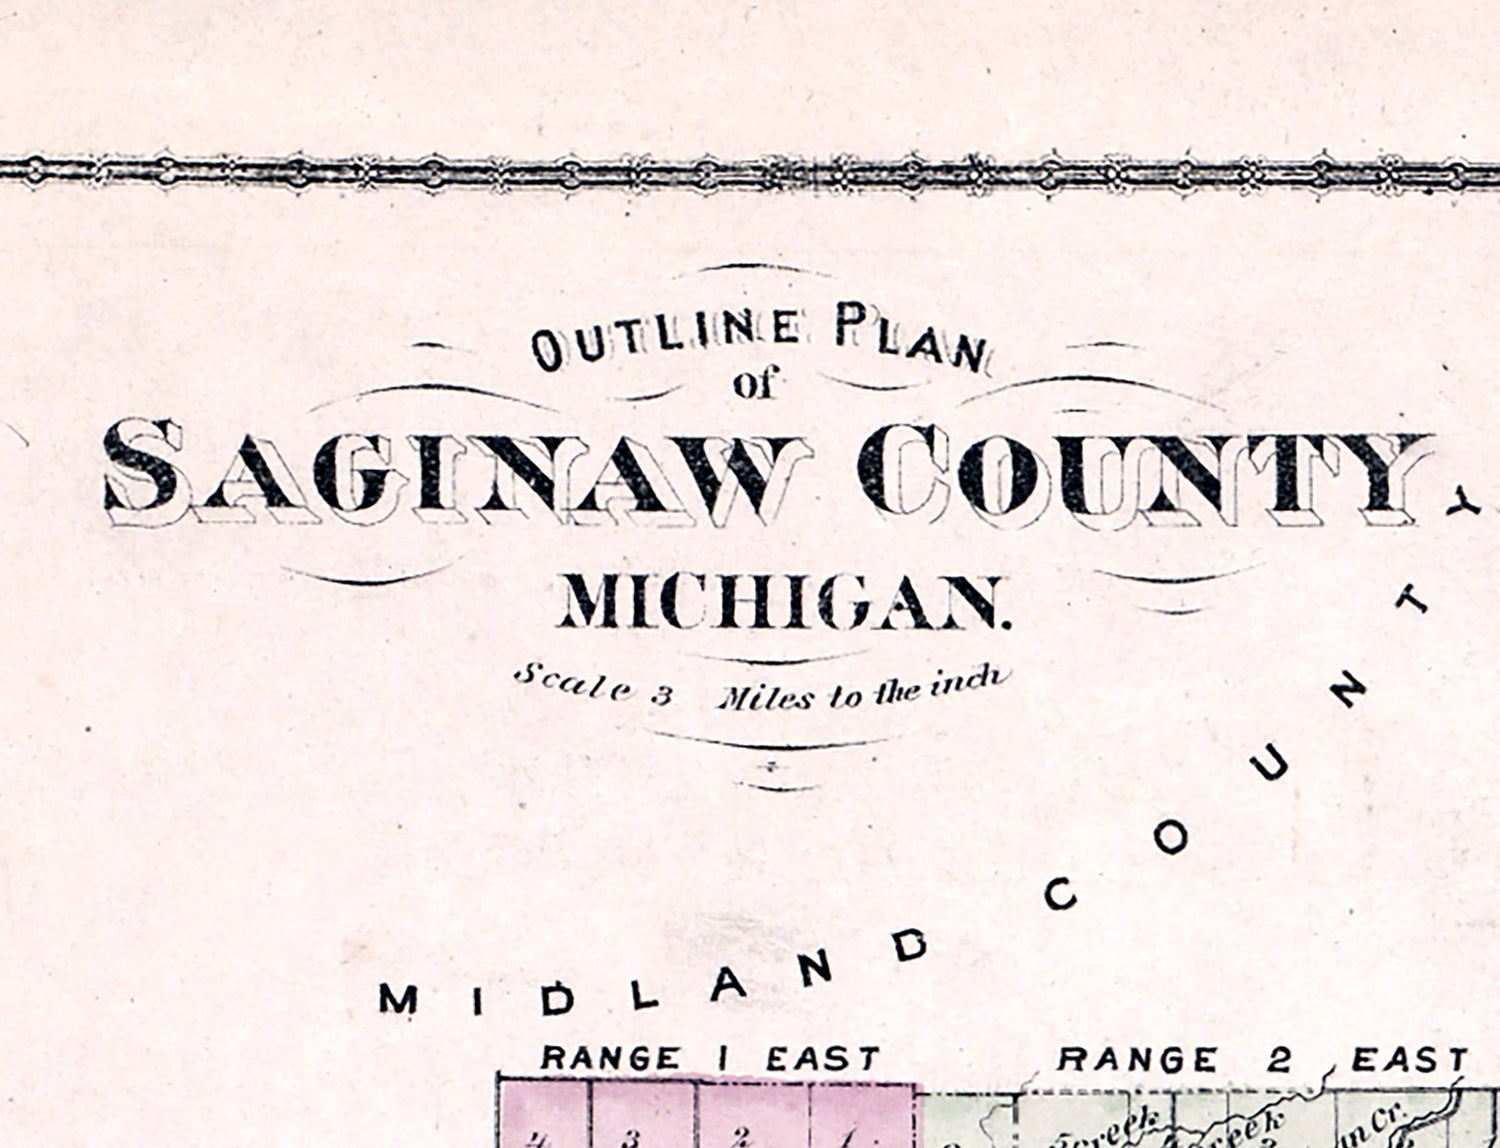 OUTLINE PLAN
of
SAGINAW COUNTY
MICHIGAN.
Scale 3 Miles to the inch
MIDLAND COUNTY
RANGE 1 EAST RANGE 2 EAST
4 3 2 1
Creek Creek Cr.